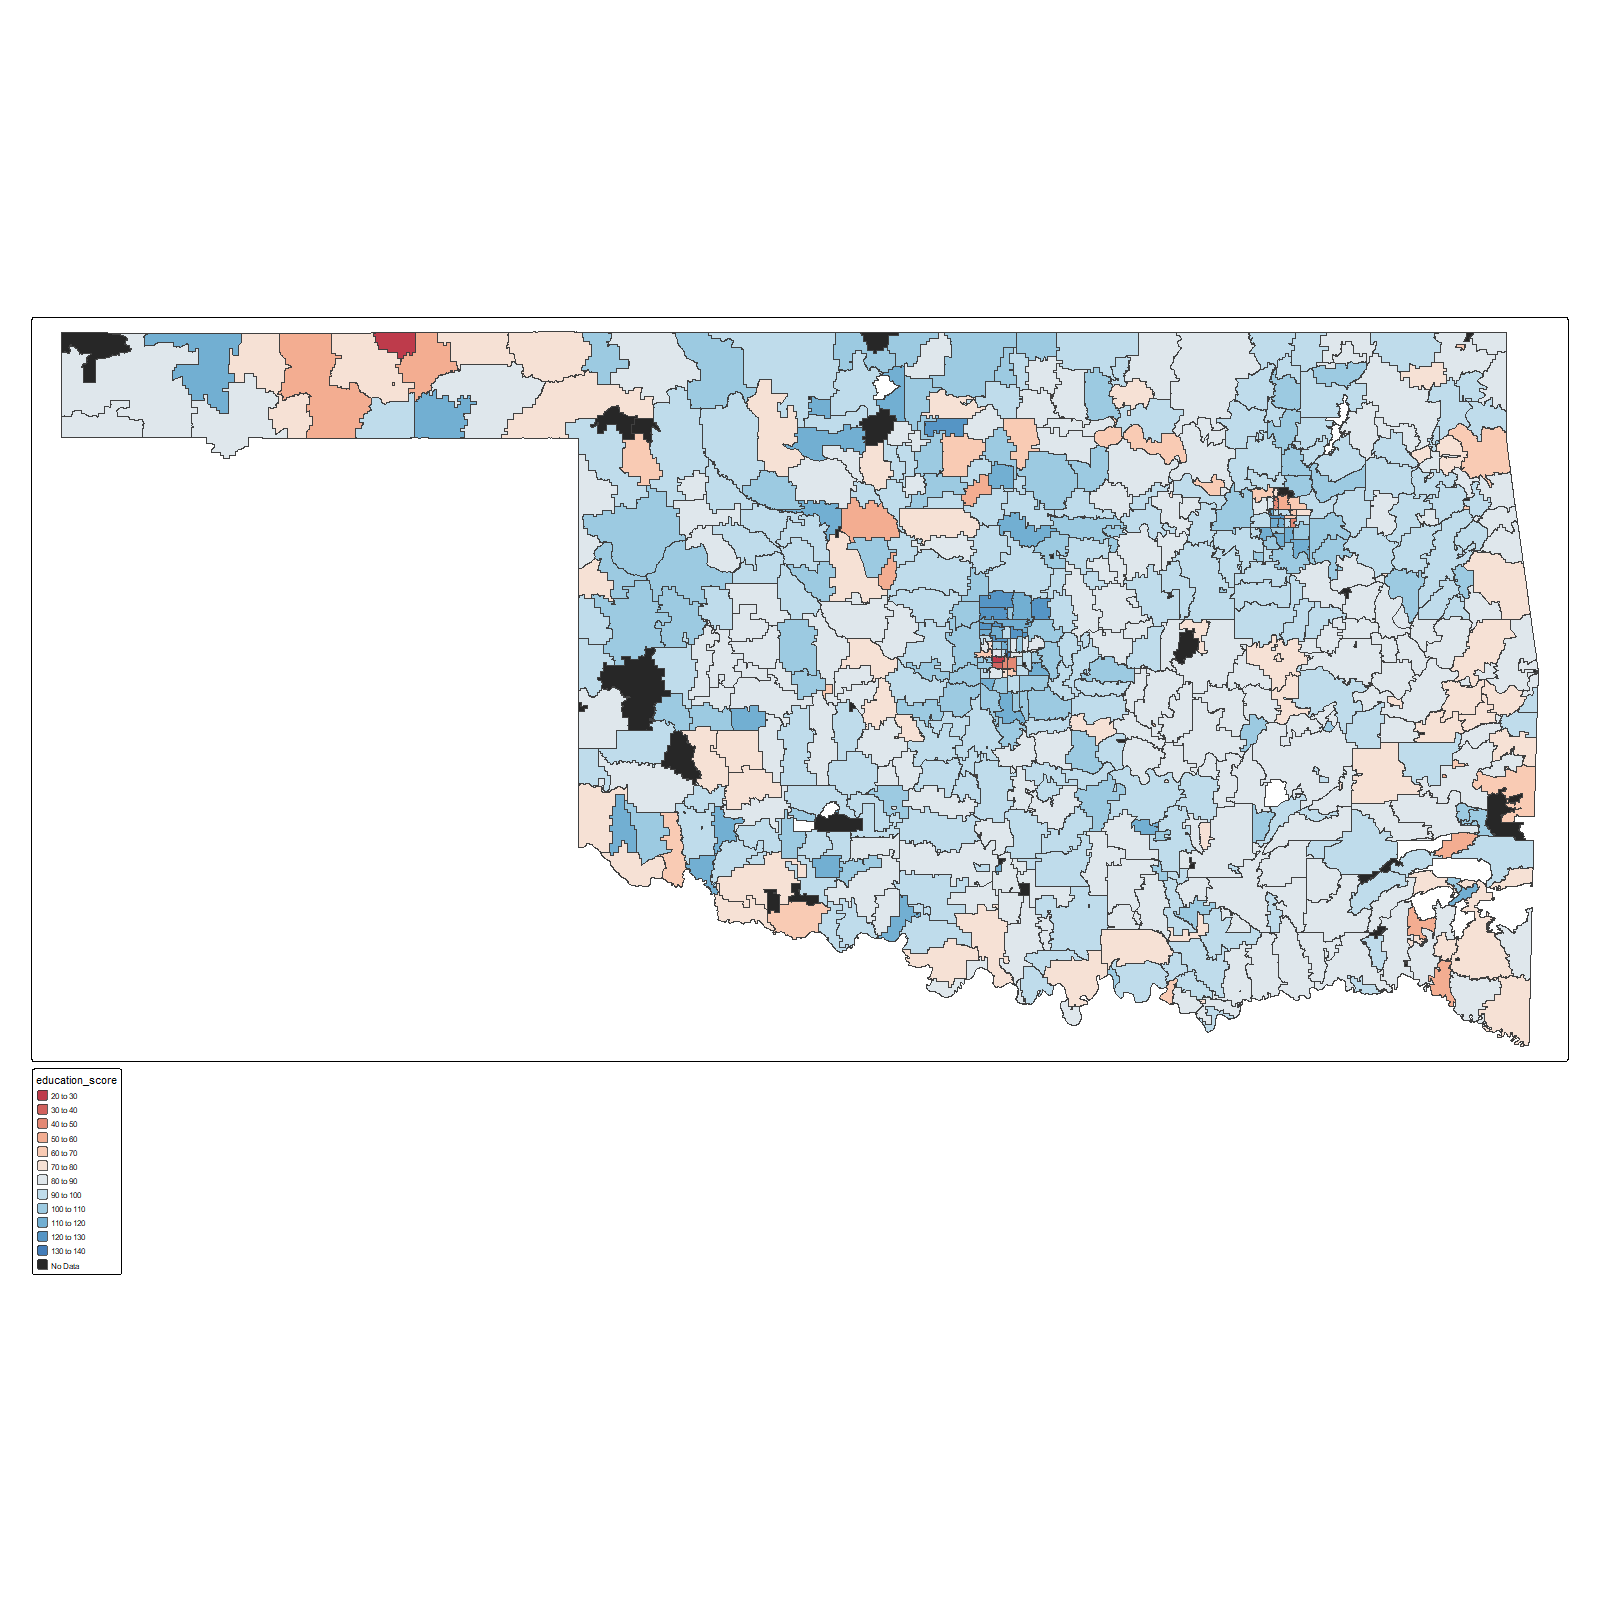 education_score
20 to 30
30 to 40
40 to 50
50 to 60
60 to 70
70 to 80
80 to 90
90 to 100
100 to 110
110 to 120
120 to 130
130 to 140
No Data